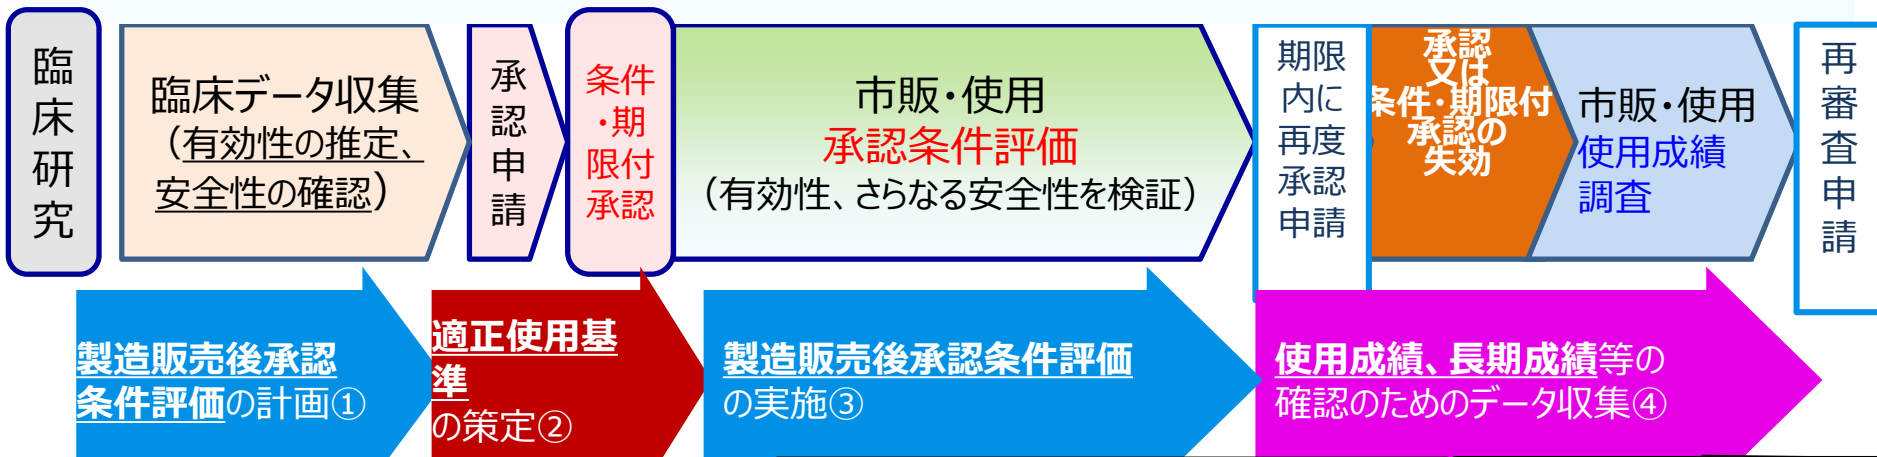 臨床研究
臨床データ収集
（有効性の推定、
安全性の確認）
承認申請
条件
・期
限付
承認
市販・使用
承認条件評価
（有効性、さらなる安全性を検証）
期限
内に
再度
承認
申請
承認
又は
条件・期限付
承認の
失効
市販・使用
使用成績
調査
再審査申請
製造販売後承認
条件評価の計画①
適正使用基
準
の策定②
製造販売後承認条件評価
の実施③
使用成績、長期成績等の
確認のためのデータ収集④